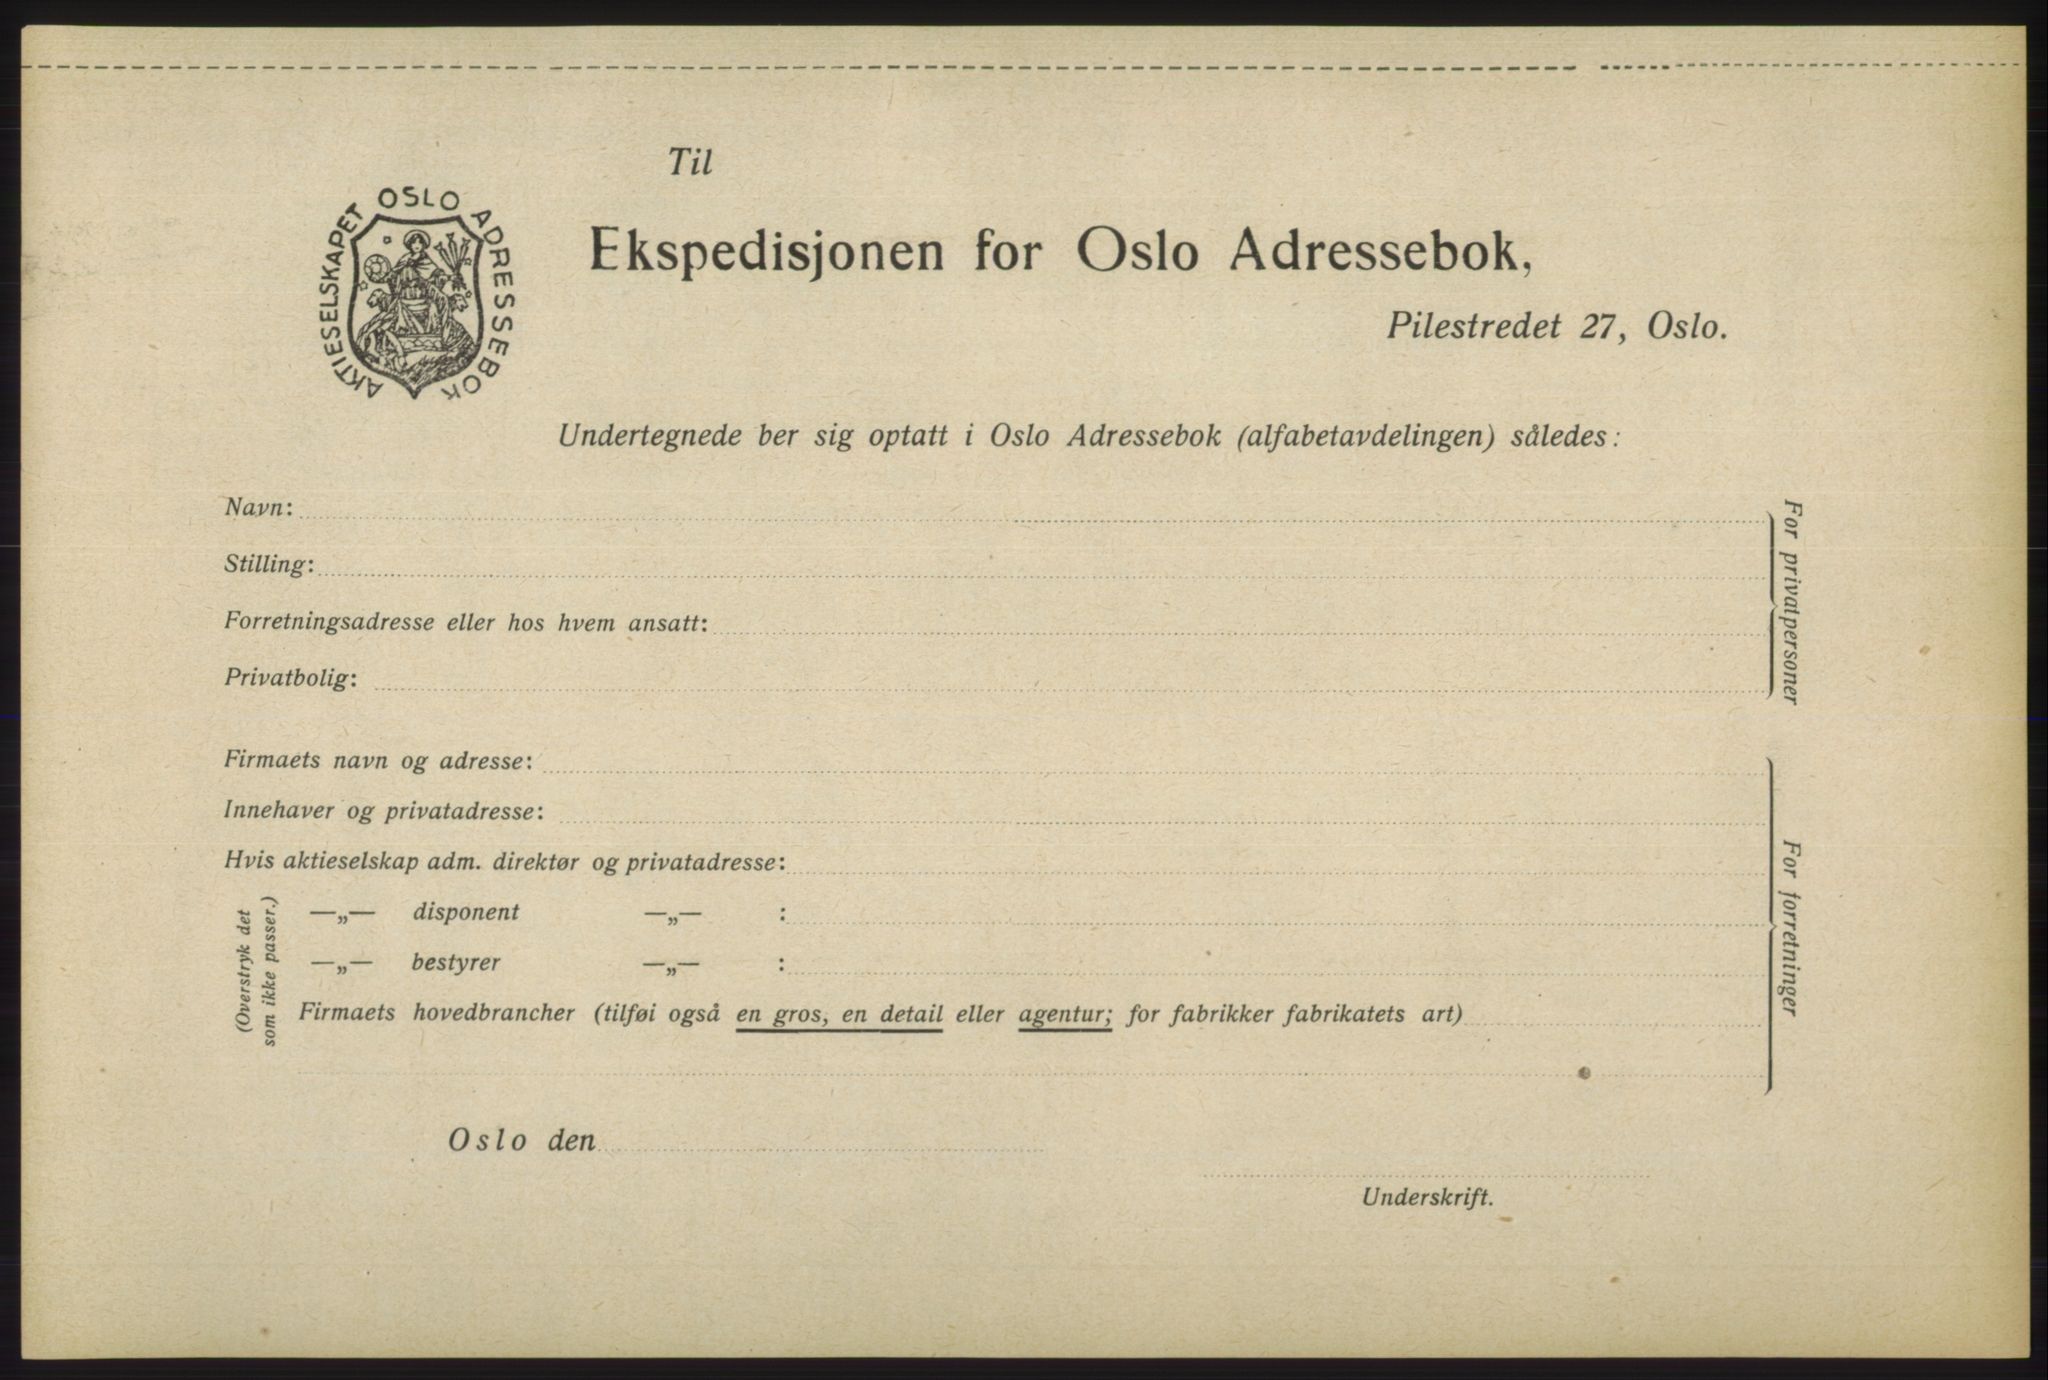 Til
AKTIESELSKAPET OSLO ADRESSEBOK
Ekspedisjonen for Oslo Adressebok,
Pilestredet 27, Oslo.
Undertegnede ber sig optatt i Oslo Adressebok (alfabetavdelingen) således:
Navn:
Stilling:
Forretningsadresse eller hos hvem ansatt:
Privatbolig:
For privatpersoner
Firmaets navn og adresse:
Innehaver og privatadresse:
Hvis aktieselskap adm. direktør og privatadresse:
—„— disponent —„— :
—„— bestyrer —„— :
(Overstryk det
som ikke passer.)
Firmaets hovedbrancher (tilføi også en gros, en detail eller agentur; for fabrikker fabrikatets art)
For forretninger
Oslo den
Underskrift.